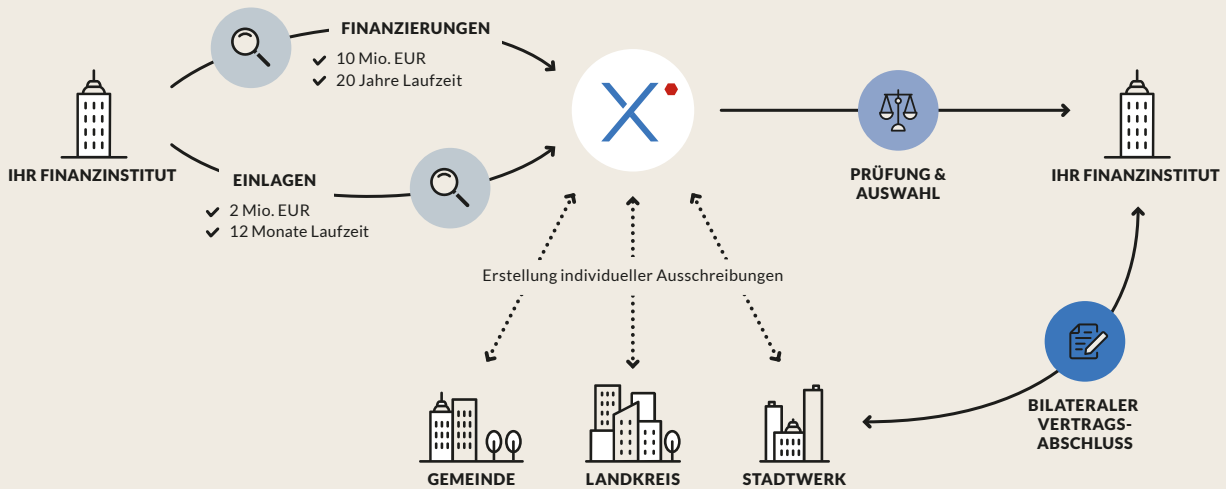 IHR FINANZINSTITUT
FINANZIERUNGEN
10 Mio. EUR
20 Jahre Laufzeit
EINLAGEN
2 Mio. EUR
12 Monate Laufzeit
X
PRÜFUNG &
AUSWAHL
IHR FINANZINSTITUT
Erstellung individueller Ausschreibungen
BILATERALER
VERTRAGS-
ABSCHLUSS
GEMEINDE
LANDKREIS
STADTWERK